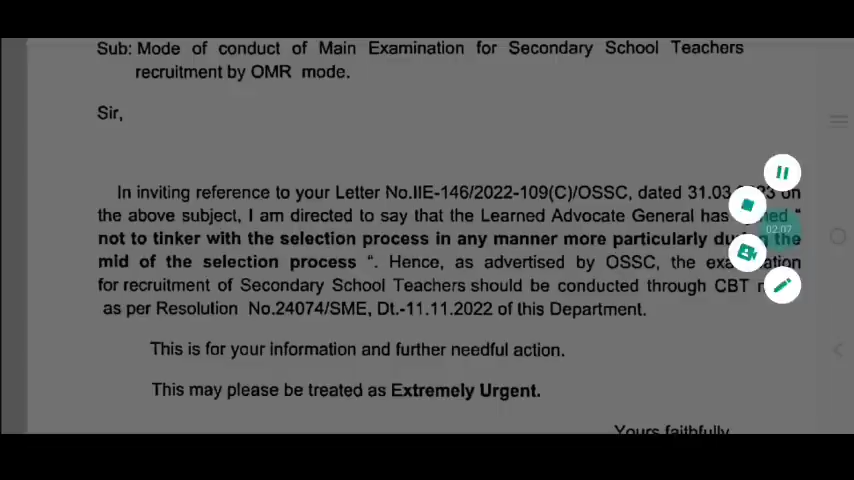 Sub: Mode of conduct of Main Examination for Secondary School Teachers
recruitment by OMR mode.
Sir,
In inviting reference to your Letter No.IIE-146/2022-109(C)/OSSC, dated 31.03 on
the above subject, I am directed to say that the Learned Advocate General has "
not to tinker with the selection process in any manner more particularly the
mid of the selection process ". Hence, as advertised by OSSC, the
for recruitment of Secondary School Teachers should be conducted through CBT
as per Resolution No.24074/SME, Dt.-11.11.2022 of this Department.
This is for your information and further needful action.
This may please be treated as Extremely Urgent.
Yours faithfully
02:07